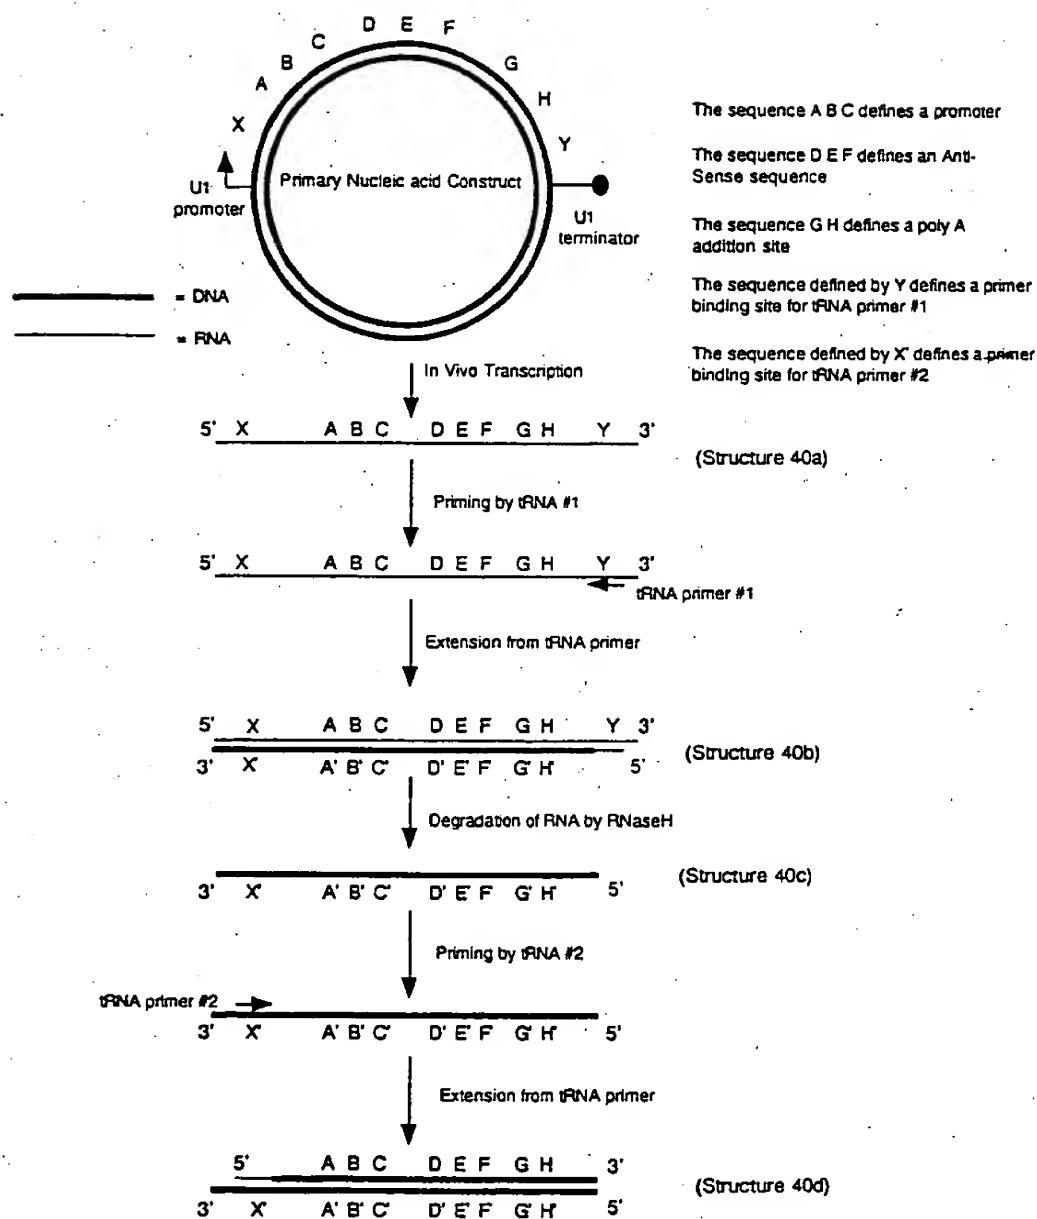 D E F
C G
B H
A Y
X
Primary Nucleic acid Construct
U1
promoter
U1
terminator
The sequence A B C defines a promoter
The sequence D E F defines an Anti-
Sense sequence
The sequence G H defines a poly A
addition site
The sequence defined by Y defines a primer
binding site for tRNA primer #1
The sequence defined by X' defines a primer
binding site for tRNA primer #2
= DNA
= RNA
In Vivo Transcription
5' X A B C D E F G H Y 3'
(Structure 40a)
Priming by tRNA #1
5' X A B C D E F G H Y 3'
tRNA primer #1
Extension from tRNA primer
5' X A B C D E F G H Y 3'
3' X' A' B' C' D' E' F G' H' 5'
(Structure 40b)
Degradation of RNA by RNaseH
3' X' A' B' C' D' E' F G' H' 5'
(Structure 40c)
Priming by tRNA #2
tRNA primer #2
3' X' A' B' C' D' E' F G' H' 5'
Extension from tRNA primer
5' A B C D E F G H 3'
3' X' A' B' C' D' E' F G' H' 5'
(Structure 40d)